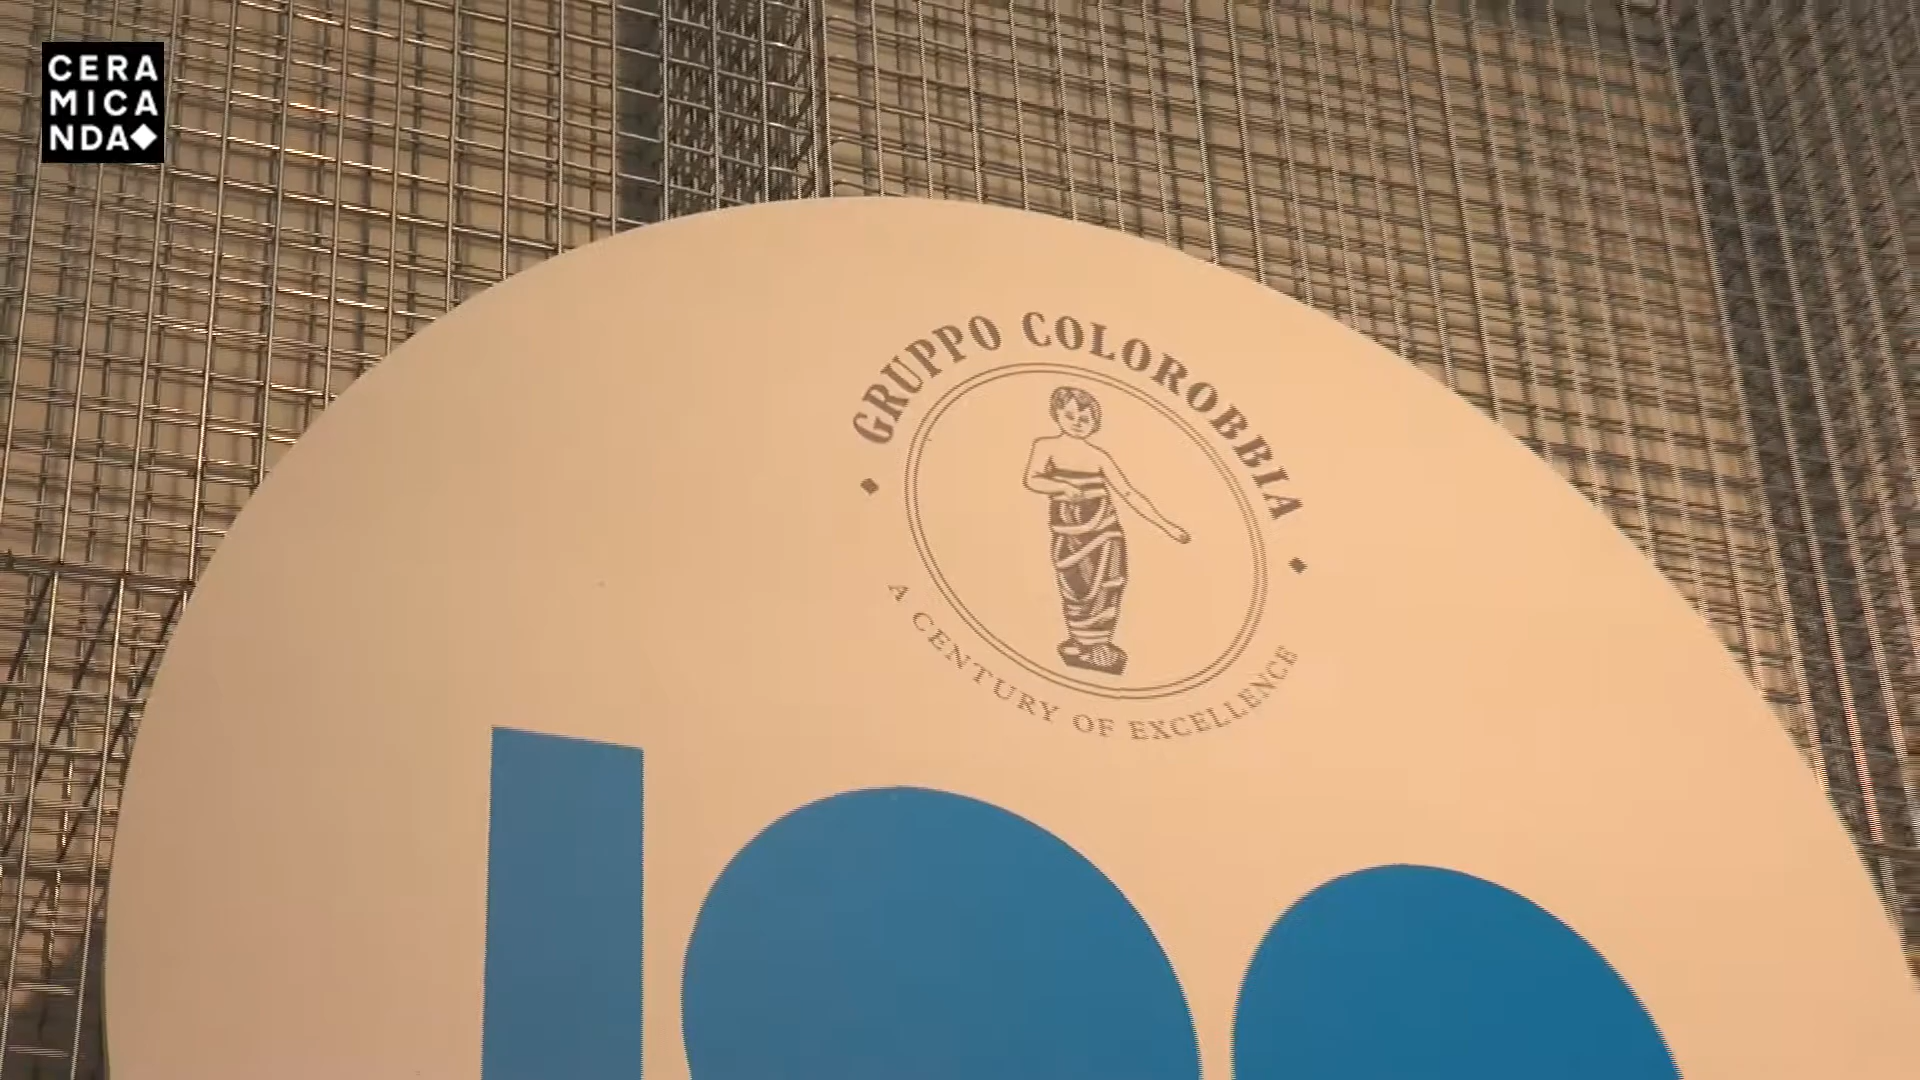 CERA
MICA
NDA
GRUPPO COLOROBBIA
A CENTURY OF EXCELLENCE